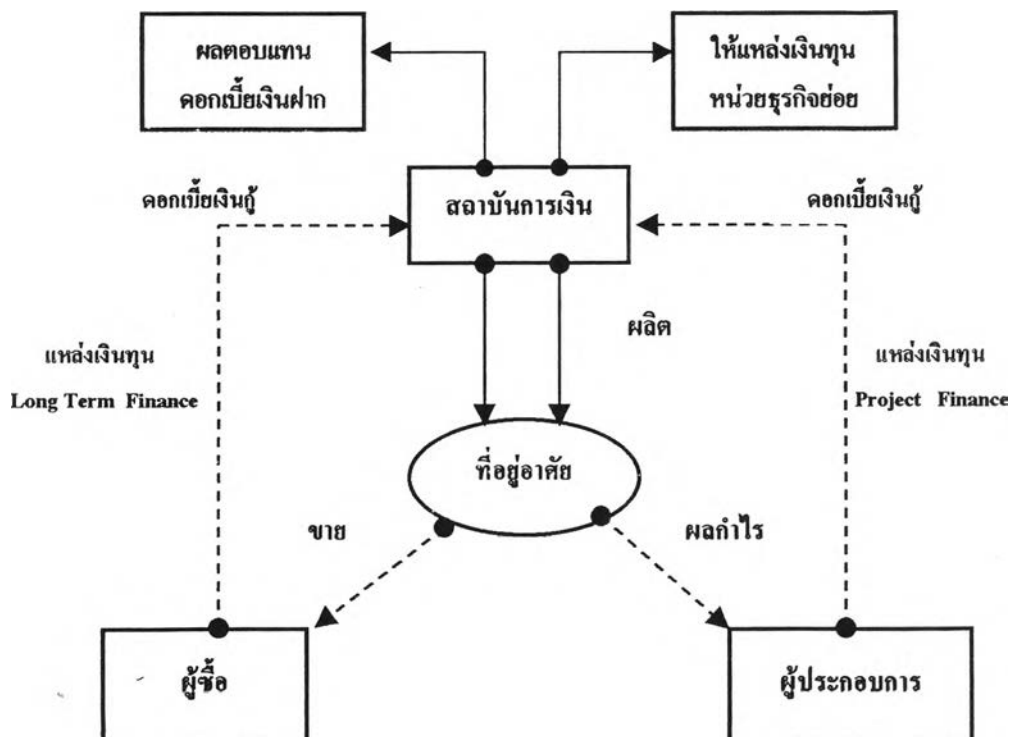 ผลตอบแทน
ดอกเบี้ยเงินฝาก
ให้แหล่งเงินทุน
หน่วยธุรกิจย่อย
ดอกเบี้ยเงินกู้
สถาบันการเงิน
ดอกเบี้ยเงินกู้
ผลิต
แหล่งเงินทุน
Long Term Finance
แหล่งเงินทุน
Project Finance
ที่อยู่อาศัย
ขาย
ผลกำไร
ผู้ซื้อ
ผู้ประกอบการ